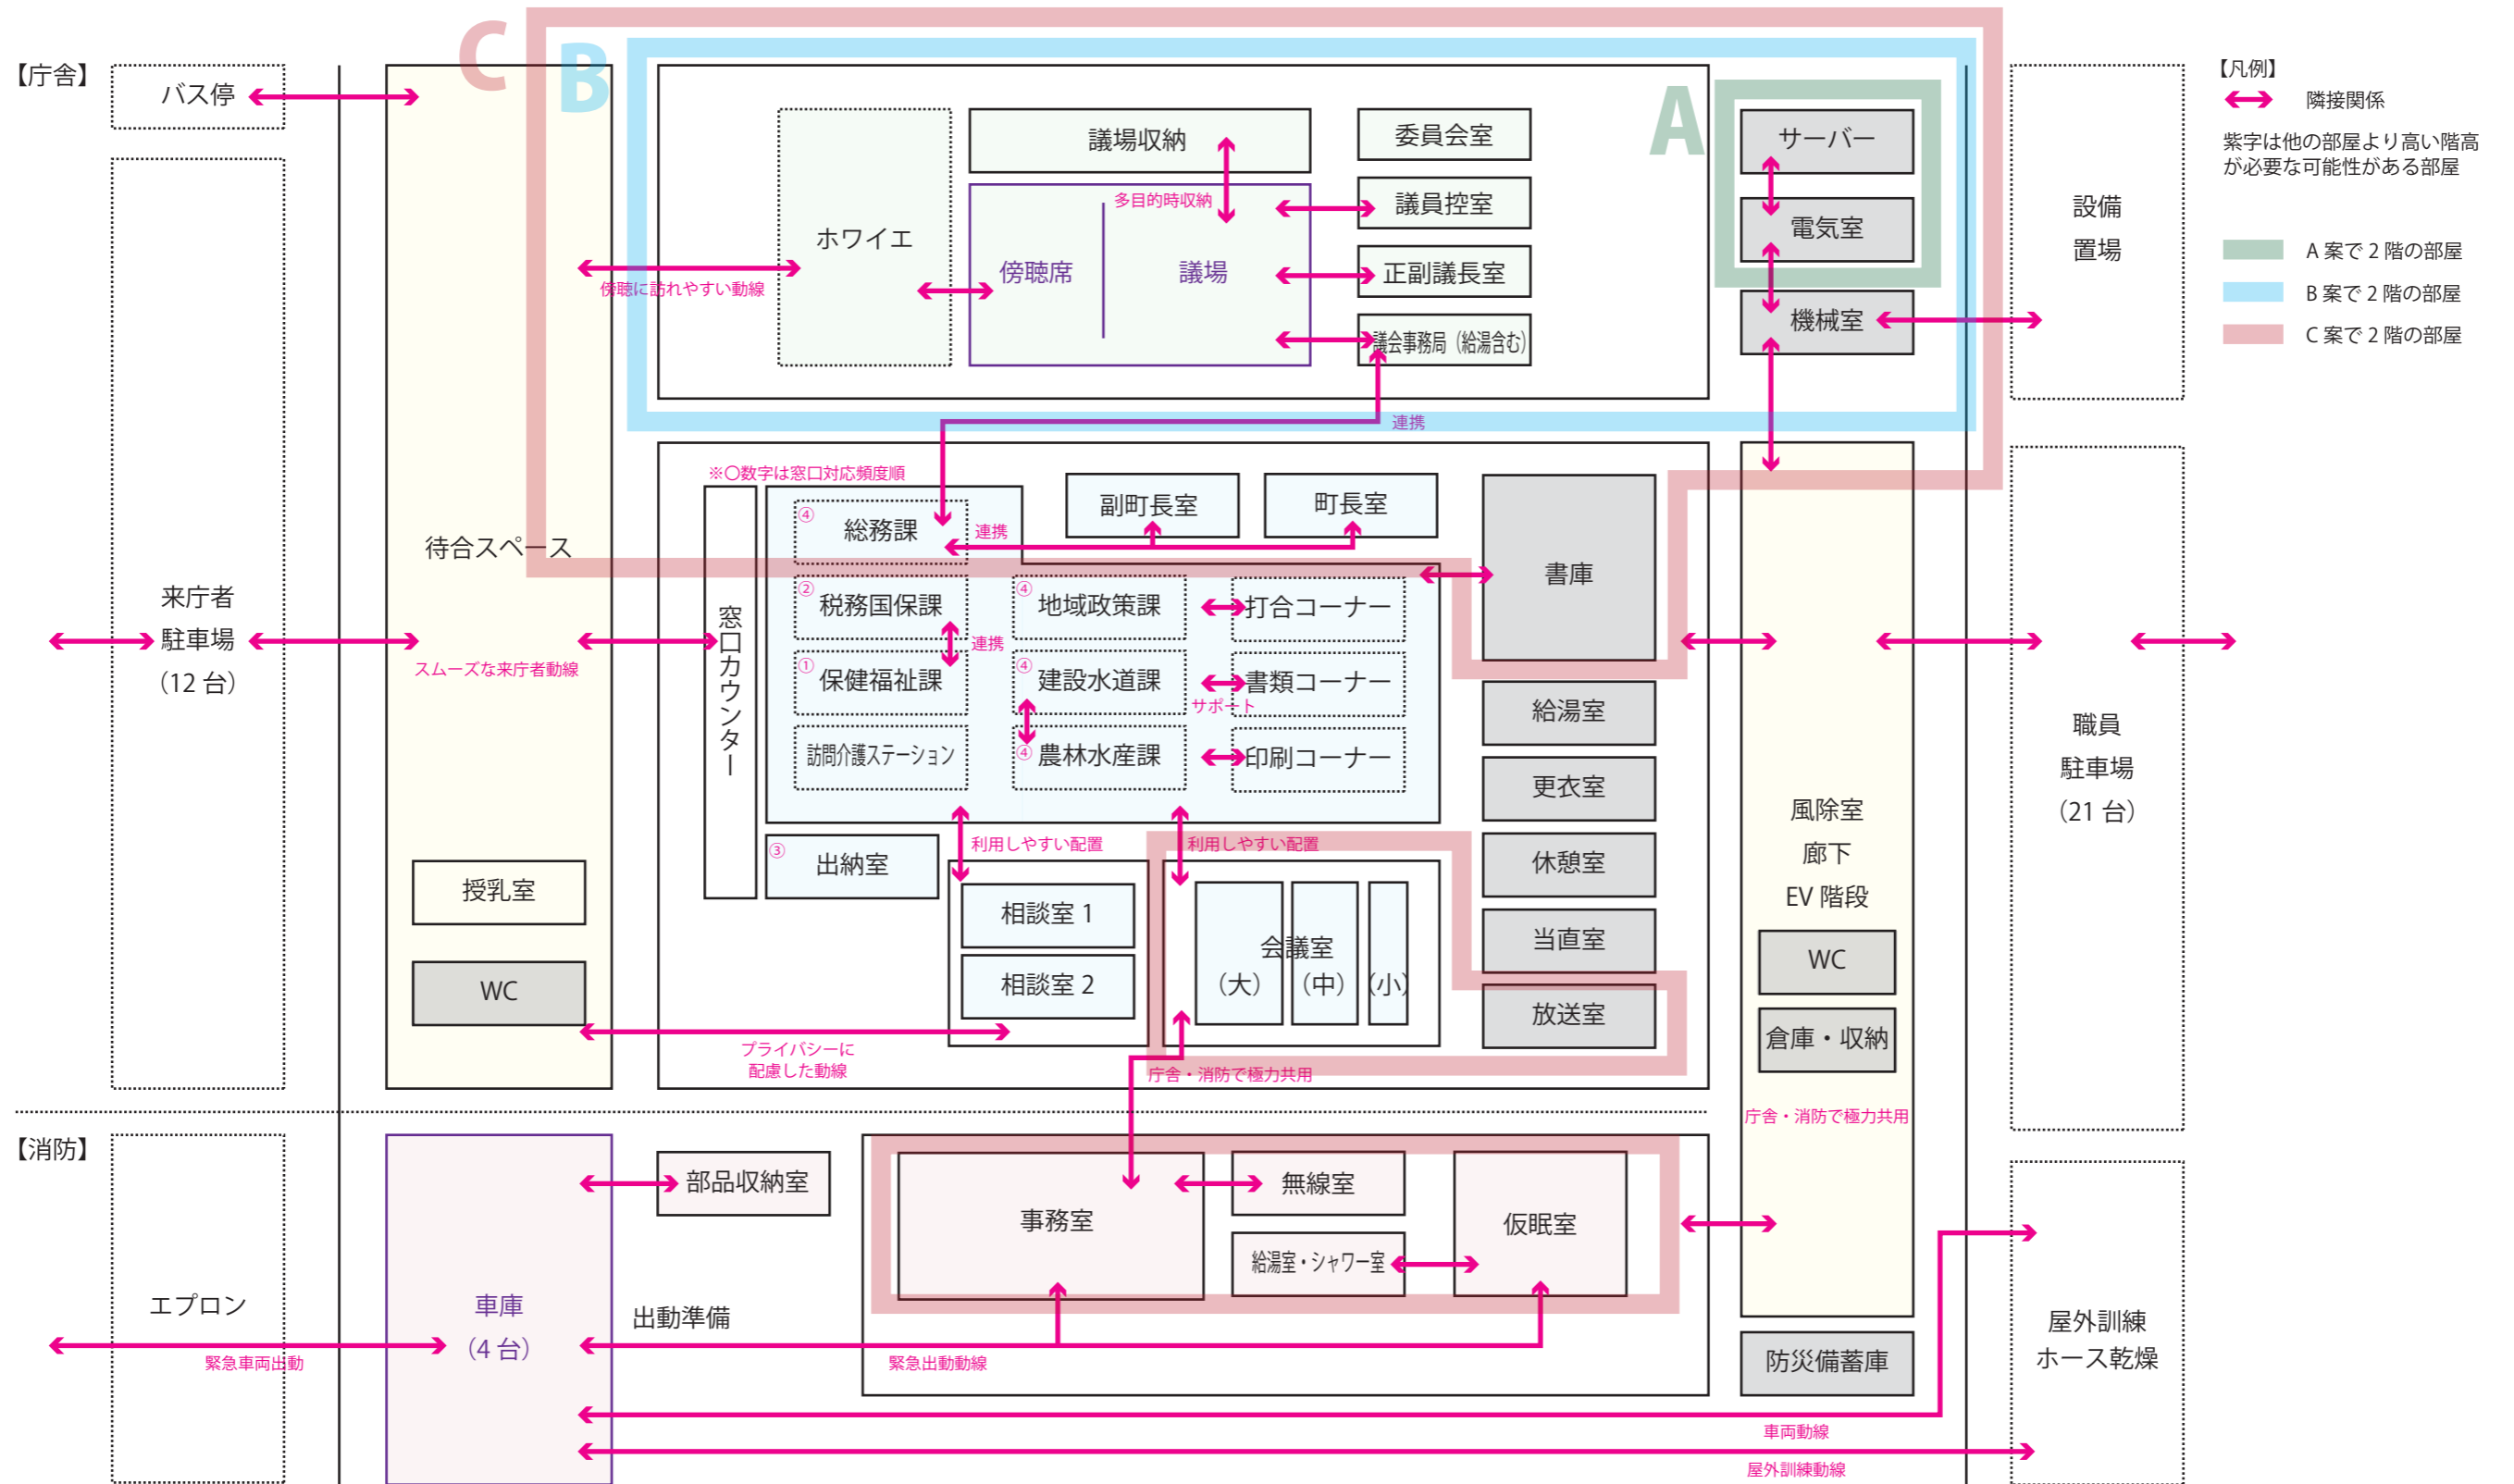 【庁舎】
バス停
来庁者
駐車場
（12 台）
C
B
A
待合スペース
スムーズな来庁者動線
授乳室
WC
ホワイエ
傍聴に訪れやすい動線
議場収納
多目的時収納
傍聴席
議場
委員会室
議員控室
正副議長室
議会事務局（給湯含む）
連携
サーバー
電気室
機械室
設備
置場
【凡例】
隣接関係
紫字は他の部屋より高い階高
が必要な可能性がある部屋
A 案で 2 階の部屋
B 案で 2 階の部屋
C 案で 2 階の部屋
※〇数字は窓口対応頻度順
窓口カウンター
④
総務課
連携
副町長室
町長室
②
税務国保課
連携
①
保健福祉課
訪問介護ステーション
④
地域政策課
④
建設水道課
サポート
④
農林水産課
打合コーナー
書類コーナー
印刷コーナー
③
出納室
利用しやすい配置
相談室 1
相談室 2
プライバシーに
配慮した動線
利用しやすい配置
会議室
（大）
（中）
（小）
庁舎・消防で極力共用
書庫
給湯室
更衣室
休憩室
当直室
放送室
風除室
廊下
EV 階段
WC
倉庫・収納
庁舎・消防で極力共用
職員
駐車場
（21 台）
【消防】
エプロン
緊急車両出動
車庫
（4 台）
部品収納室
出動準備
事務室
無線室
給湯室・シャワー室
仮眠室
緊急出動動線
防災備蓄庫
車両動線
屋外訓練動線
屋外訓練
ホース乾燥